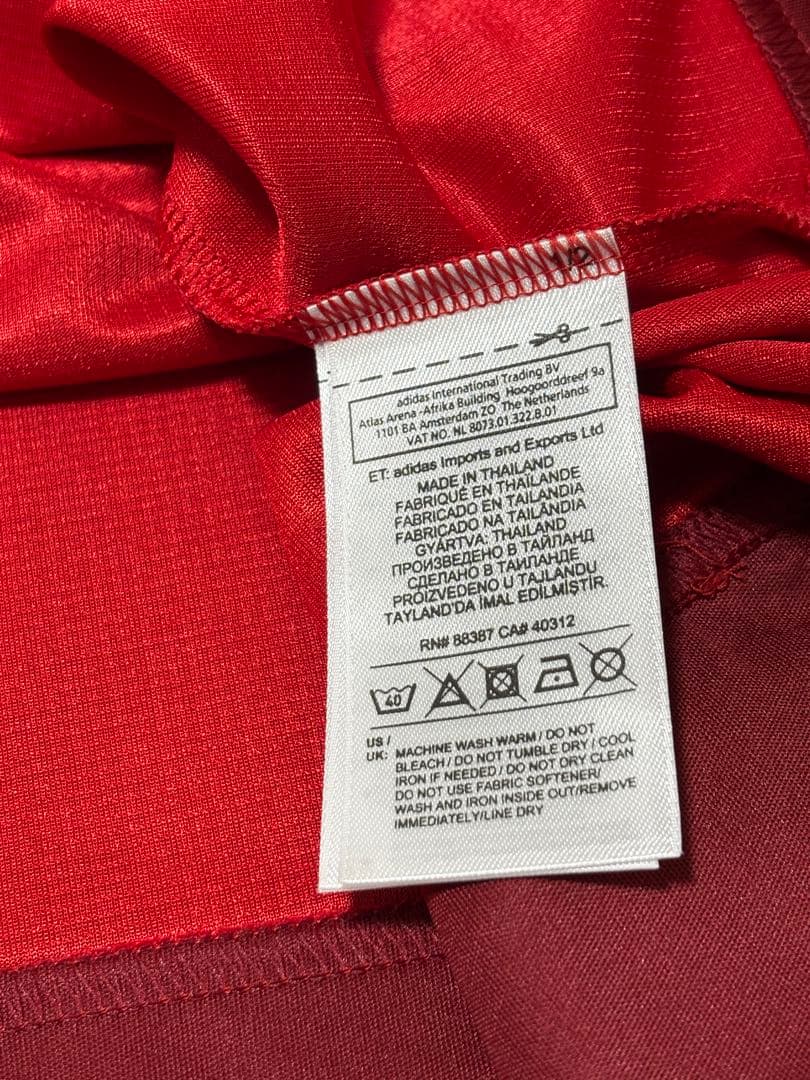 1/2
adidas International Trading BV
Atlas Arena -Afrika Building Hoogoorddreef 9a
1101 BA Amsterdam ZO The Netherlands
VAT NO. NL 8073.01.322.B.01
ET: adidas Imports and Exports Ltd
MADE IN THAILAND
FABRIQUÉ EN THAÏLANDE
FABRICADO EN TAILANDIA
FABRICADO NA TAILÂNDIA
GYÁRTVA: THAILAND
ПРОИЗВЕДЕНО В ТАЙЛАНД
СДЕЛАНО В ТАИЛАНДЕ
PROIZVEDENO U TAJLANDU
TAYLAND'DA İMAL EDİLMİŞTİR.
RN# 88387 CA# 40312
40
US /
UK: MACHINE WASH WARM / DO NOT
BLEACH / DO NOT TUMBLE DRY / COOL
IRON IF NEEDED / DO NOT DRY CLEAN
DO NOT USE FABRIC SOFTENER/
WASH AND IRON INSIDE OUT/REMOVE
IMMEDIATELY/LINE DRY